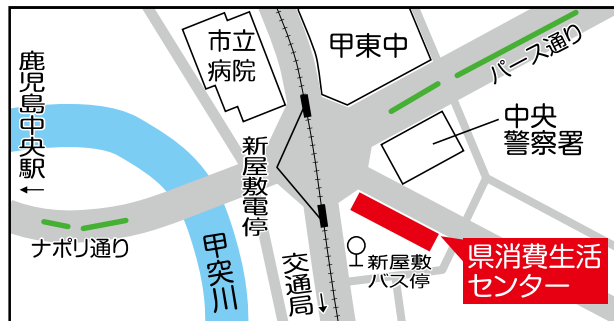 市立
病院
甲東中
パース通り
鹿児島中央駅
←
中央
警察署
新屋敷電停
ナポリ通り
甲突川
交通局
↓
新屋敷
バス停
県消費生活
センター